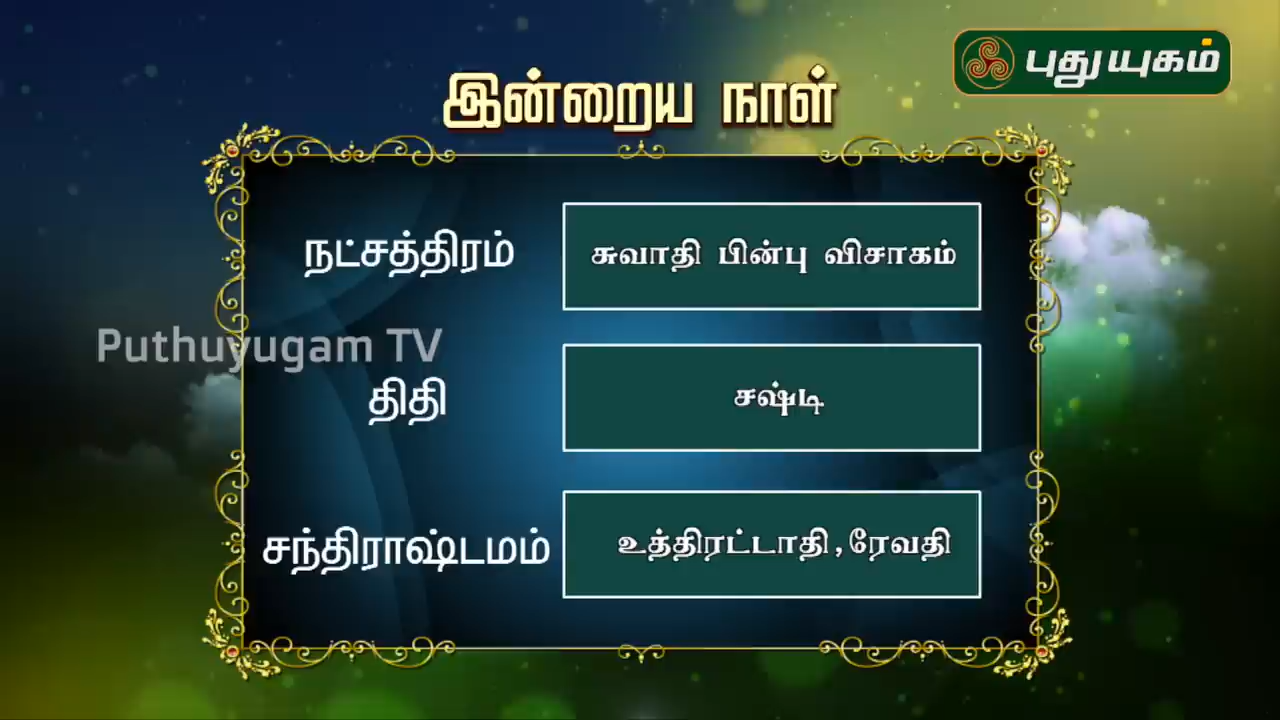 புதுயுகம்
இன்றைய நாள்
நட்சத்திரம்
சுவாதி பின்பு விசாகம்
Puthuyugam TV
திதி
சஷ்டி
சந்திராஷ்டமம்
உத்திரட்டாதி,ரேவதி